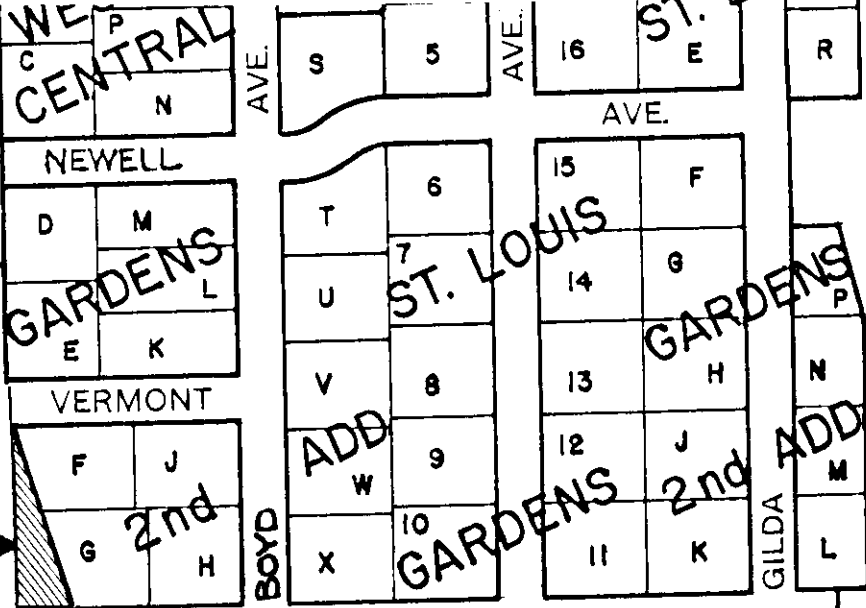 P
C
CENTRAL
N
AVE.
S
5
AVE.
16
ST.
E
R
AVE.
NEWELL
D
M
L
GARDENS
E
K
T
6
7
ST. LOUIS
U
V
8
15
F
14
G
GARDENS
13
H
P
N
VERMONT
F
J
2nd
G
H
BOYD
ADD
W
9
X
10
GARDENS
12
J
2nd ADD
11
K
GILDA
M
L